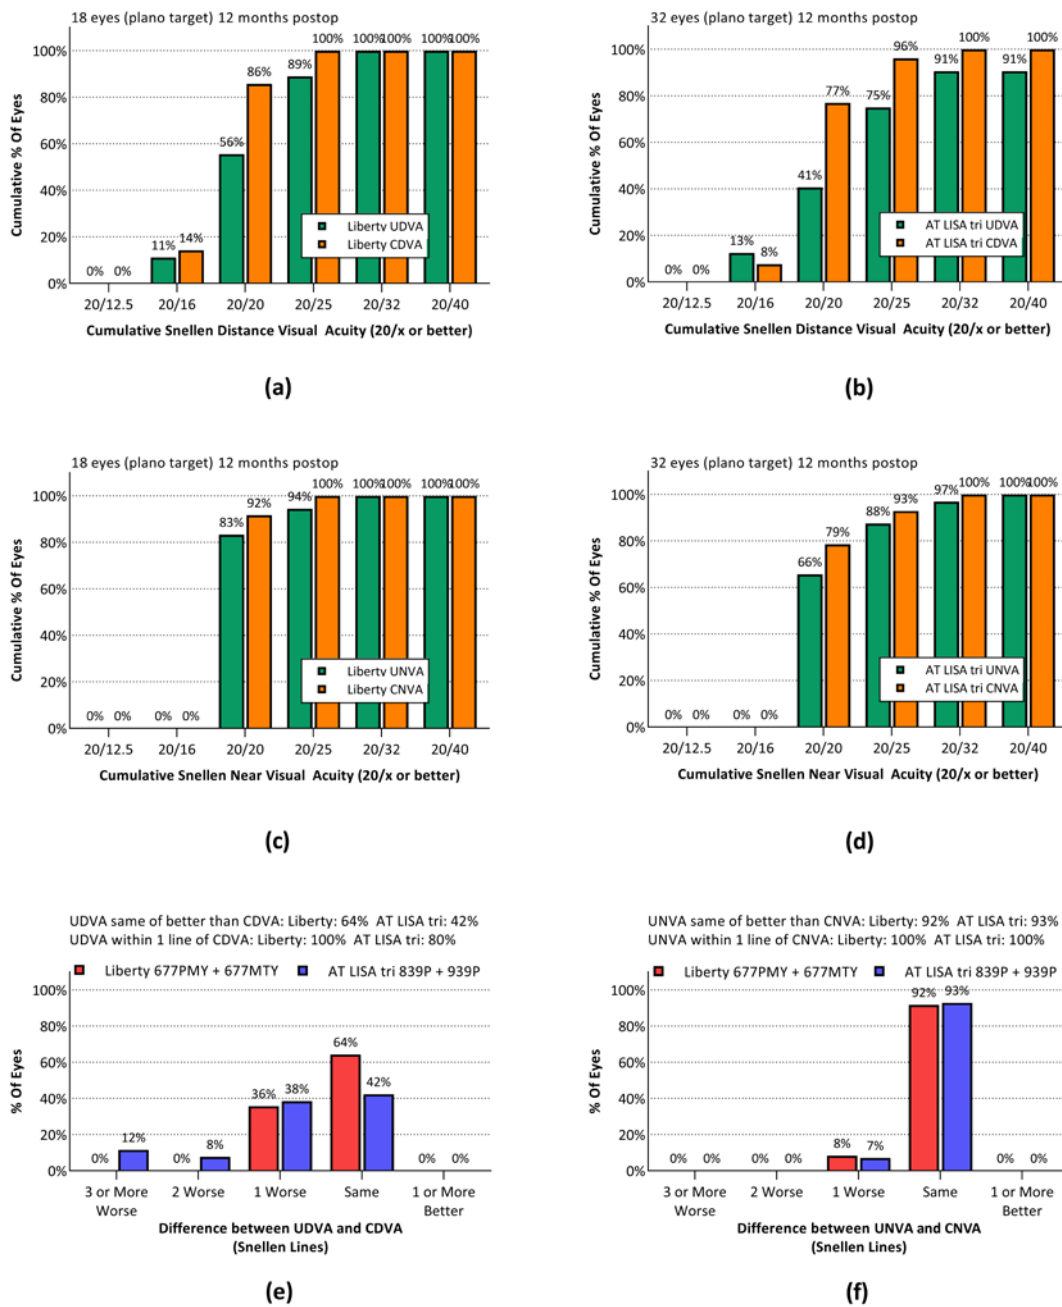 18 eyes (plano target) 12 months postop
Cumulative % Of Eyes
100%
80%
60%
40%
20%
0%
0% 0%
11% 14%
56% 86%
89% 100%
100% 100%
100% 100%
Liberty UDVA
Liberty CDVA
20/12.5 20/16 20/20 20/25 20/32 20/40
Cumulative Snellen Distance Visual Acuity (20/x or better)
(a)
32 eyes (plano target) 12 months postop
Cumulative % Of Eyes
100%
80%
60%
40%
20%
0%
0% 0%
13% 8%
41% 77%
75% 96%
91% 100%
91% 100%
AT LISA tri UDVA
AT LISA tri CDVA
20/12.5 20/16 20/20 20/25 20/32 20/40
Cumulative Snellen Distance Visual Acuity (20/x or better)
(b)
18 eyes (plano target) 12 months postop
Cumulative % Of Eyes
100%
80%
60%
40%
20%
0%
0% 0%
0% 0%
83% 92%
94% 100%
100% 100%
100% 100%
Liberty UNVA
Liberty CNVA
20/12.5 20/16 20/20 20/25 20/32 20/40
Cumulative Snellen Near Visual Acuity (20/x or better)
(c)
32 eyes (plano target) 12 months postop
Cumulative % Of Eyes
100%
80%
60%
40%
20%
0%
0% 0%
0% 0%
66% 79%
88% 93%
97% 100%
100% 100%
AT LISA tri UNVA
AT LISA tri CNVA
20/12.5 20/16 20/20 20/25 20/32 20/40
Cumulative Snellen Near Visual Acuity (20/x or better)
(d)
UDVA same of better than CDVA: Liberty: 64% AT LISA tri: 42%
UDVA within 1 line of CDVA: Liberty: 100% AT LISA tri: 80%
Liberty 677PMY + 677MTY AT LISA tri 839P + 939P
% Of Eyes
100%
80%
60%
40%
20%
0%
0% 12%
0% 8%
36% 38%
64% 42%
0% 0%
3 or More 2 Worse 1 Worse Same 1 or More
Worse Better
Difference between UDVA and CDVA
(Snellen Lines)
(e)
UNVA same of better than CNVA: Liberty: 92% AT LISA tri: 93%
UNVA within 1 line of CNVA: Liberty: 100% AT LISA tri: 100%
Liberty 677PMY + 677MTY AT LISA tri 839P + 939P
% Of Eyes
100%
80%
60%
40%
20%
0%
0% 0%
0% 0%
8% 7%
92% 93%
0% 0%
3 or More 2 Worse 1 Worse Same 1 or More
Worse Better
Difference between UNVA and CNVA
(Snellen Lines)
(f)